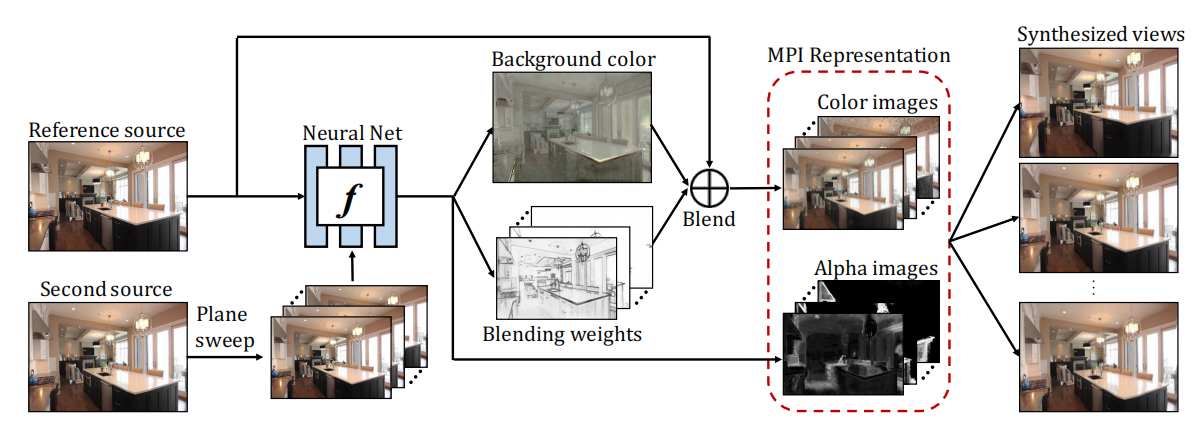 Reference source
Second source
Plane
sweep
Neural Net
f
Background color
Blending weights
Blend
MPI Representation
Color images
Alpha images
Synthesized views